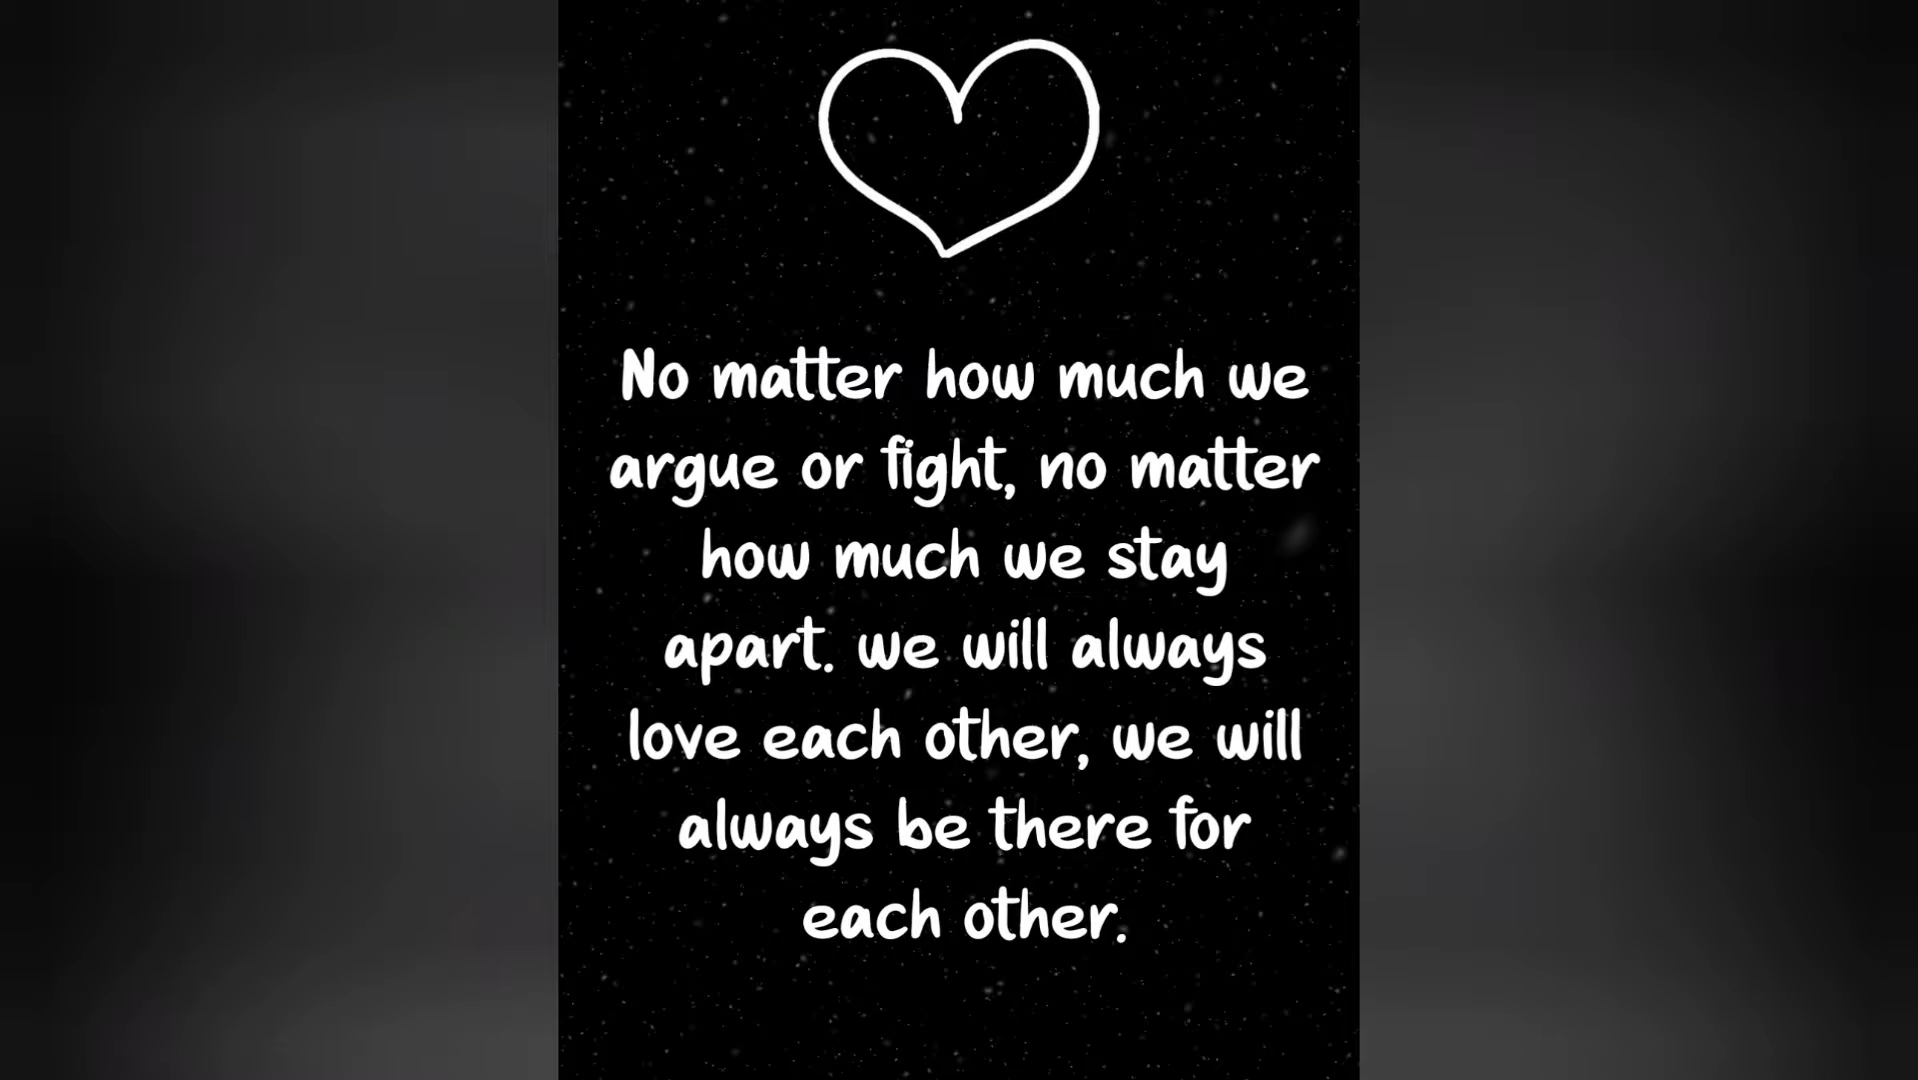 No matter how much we
argue or fight, no matter
how much we stay
apart. we will always
love each other, we will
always be there for
each other.